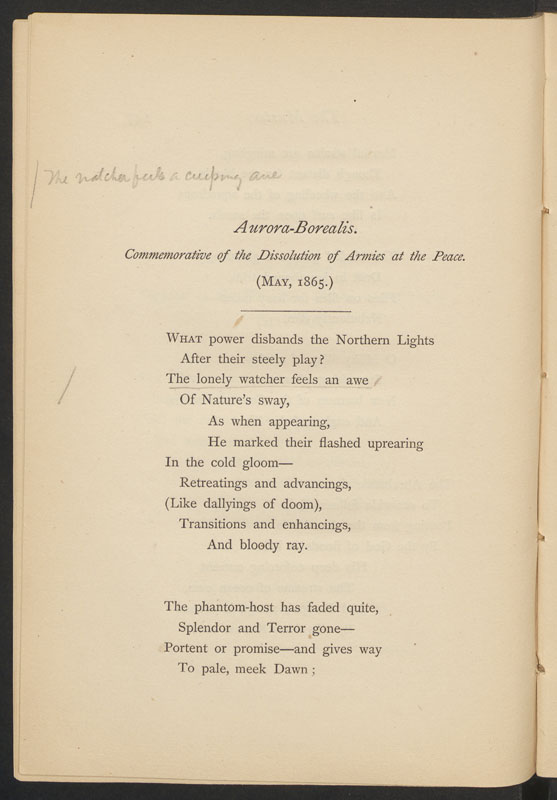 The watcher feels a creeping awe
Aurora-Borealis.
Commemorative of the Dissolution of Armies at the Peace.
(MAY, 1865.)
WHAT power disbands the Northern Lights
After their steely play?
The lonely watcher feels an awe
Of Nature's sway,
As when appearing,
He marked their flashed uprearing
In the cold gloom—
Retreatings and advancings,
(Like dallyings of doom),
Transitions and enhancings,
And bloody ray.
The phantom-host has faded quite,
Splendor and Terror gone—
Portent or promise—and gives way
To pale, meek Dawn;